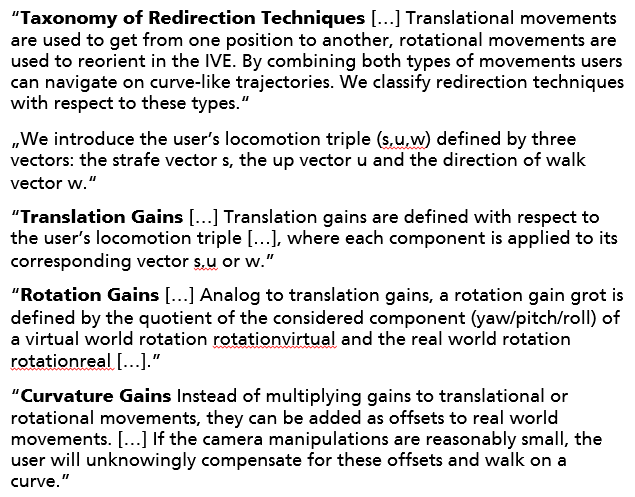 “Taxonomy of Redirection Techniques […] Translational movements
are used to get from one position to another, rotational movements are
used to reorient in the IVE. By combining both types of movements users
can navigate on curve-like trajectories. We classify redirection techniques
with respect to these types.“
„We introduce the user’s locomotion triple (s,u,w) defined by three
vectors: the strafe vector s, the up vector u and the direction of walk
vector w.“
“Translation Gains […] Translation gains are defined with respect to
the user’s locomotion triple […], where each component is applied to its
corresponding vector s,u or w.”
“Rotation Gains […] Analog to translation gains, a rotation gain grot is
defined by the quotient of the considered component (yaw/pitch/roll) of
a virtual world rotation rotationvirtual and the real world rotation
rotationreal […].”
“Curvature Gains Instead of multiplying gains to translational or
rotational movements, they can be added as offsets to real world
movements. […] If the camera manipulations are reasonably small, the
user will unknowingly compensate for these offsets and walk on a
curve.”